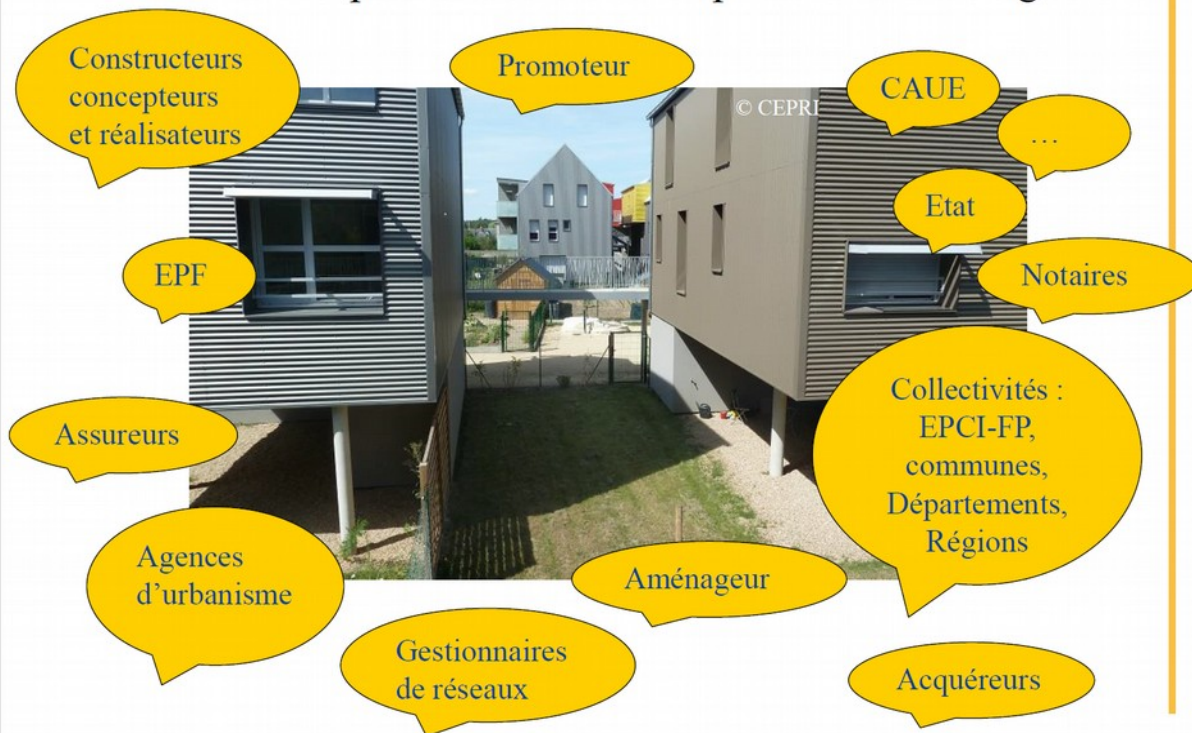 Constructeurs
concepteurs
et réalisateurs
Promoteur
CAUE
© CEPRI
...
Etat
EPF
Notaires
Collectivités :
EPCI-FP,
communes,
Départements,
Régions
Assureurs
Agences
d’urbanisme
Aménageur
Gestionnaires
de réseaux
Acquéreurs